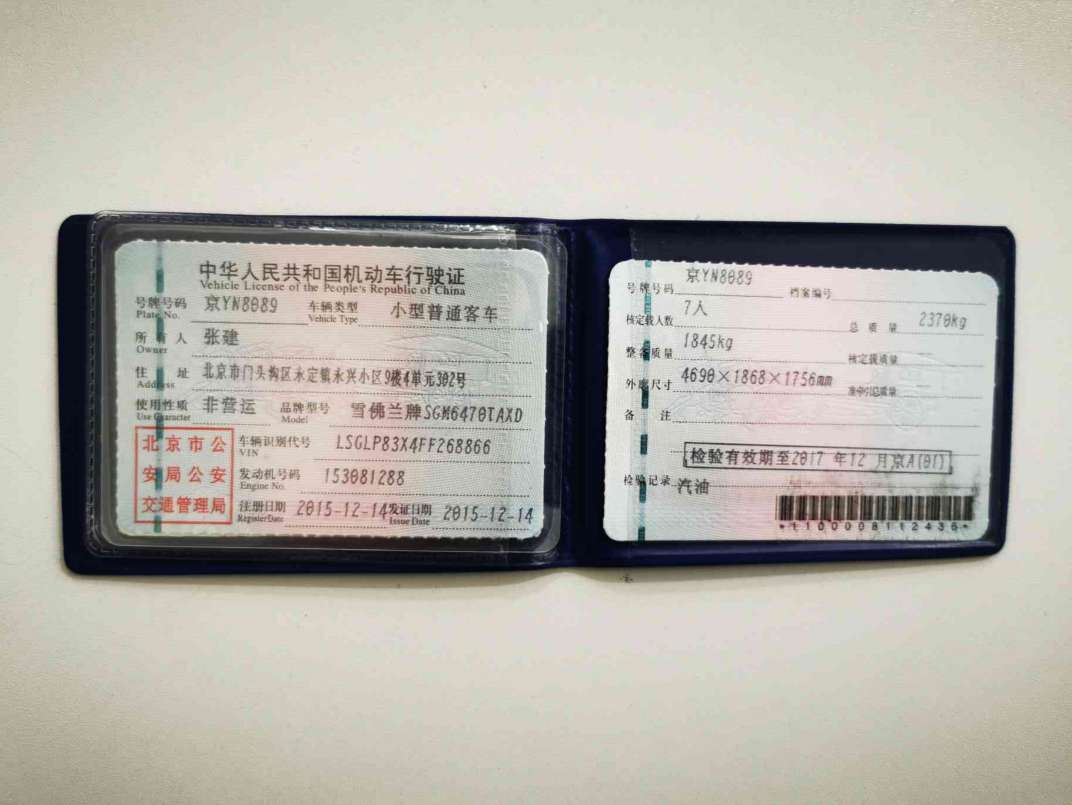 中华人民共和国机动车行驶证
Vehicle License of the People's Republic of China
号牌号码 京YN8089 车辆类型 小型普通客车
Plate No. Vehicle Type
所有人 张建
Owner
住址 北京市门头沟区永定镇永兴小区9楼4单元302号
Address
使用性质 非营运 品牌型号 雪佛兰牌SGM6470TAXD
Use Character Model
北京市公安局公安交通管理局
车辆识别代号 LSGLP83X4FF268866
VIN
发动机号码 153081288
Engine No.
注册日期 2015-12-14 发证日期 2015-12-14
Register Date Issue Date
号牌号码 京YN8089 档案编号
核定载人数 7人 总质量 2370kg
整备质量 1845kg 核定载质量
外廓尺寸 4690×1868×1756mm 准牵引总质量
备注
检验有效期至2017年12月京A(01)
检验记录 汽油
*1100008112436*